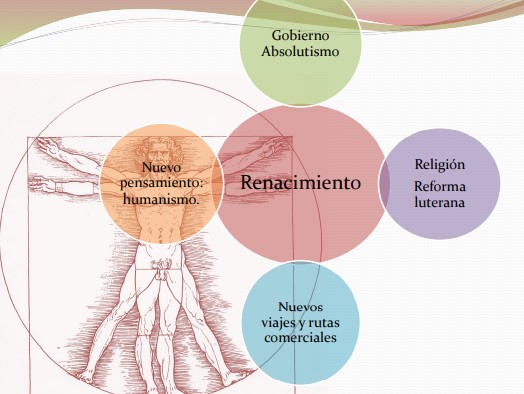 Gobierno
Absolutismo
Nuevo
pensamiento:
humanismo.
Renacimiento
Religión
Reforma
luterana
Nuevos
viajes y rutas
comerciales